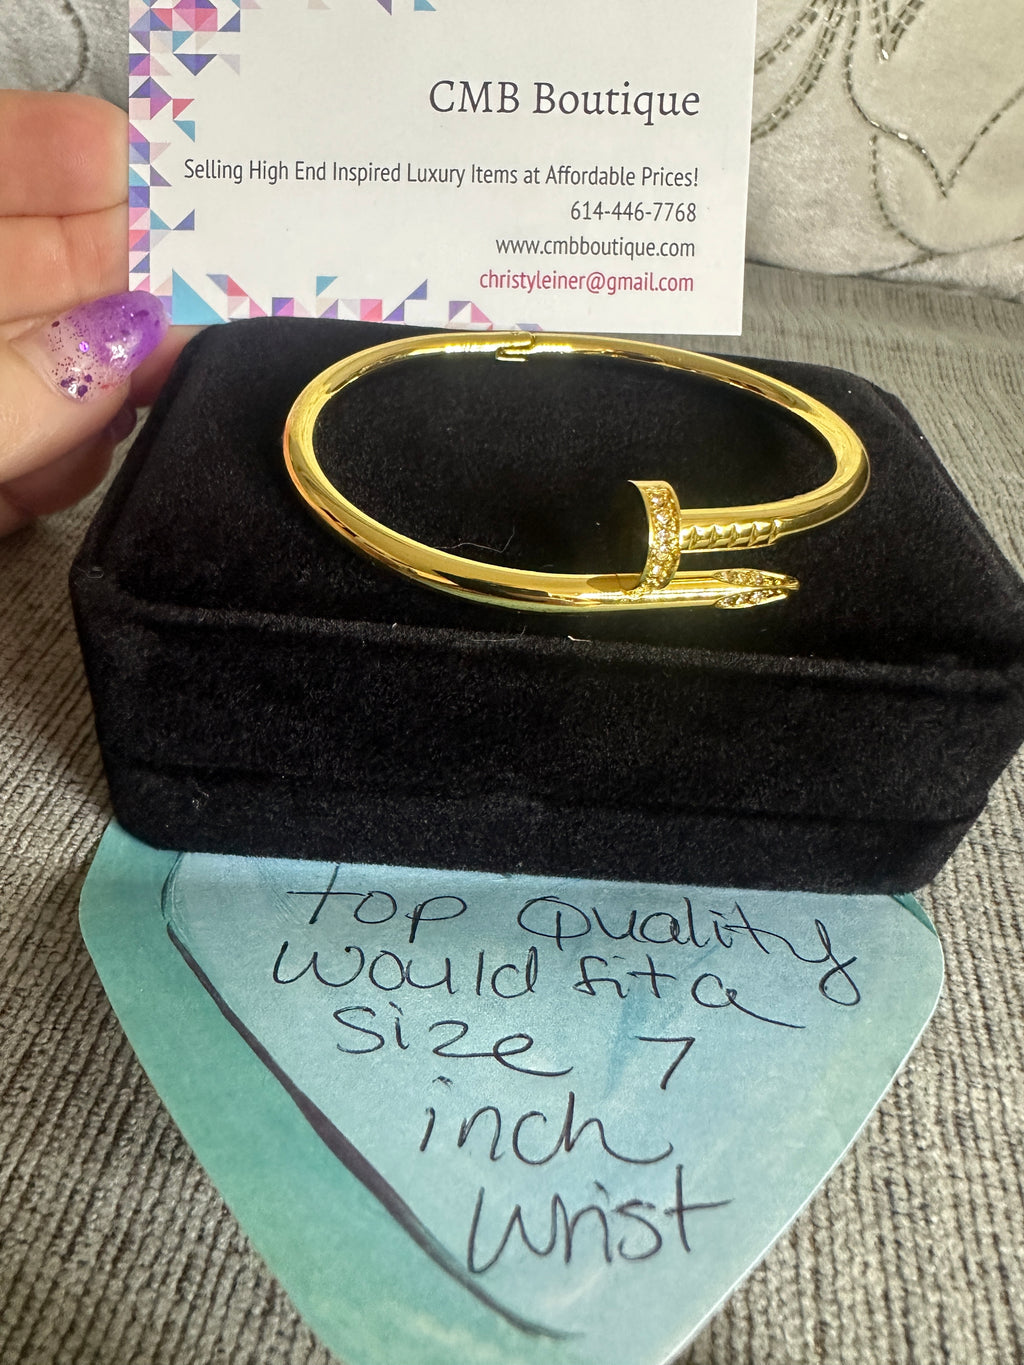 CMB Boutique
Selling High End Inspired Luxury Items at Affordable Prices!
614-446-7768
www.cmbboutique.com
christyleiner@gmail.com
top Quality
would fit a
size 7
inch
wrist